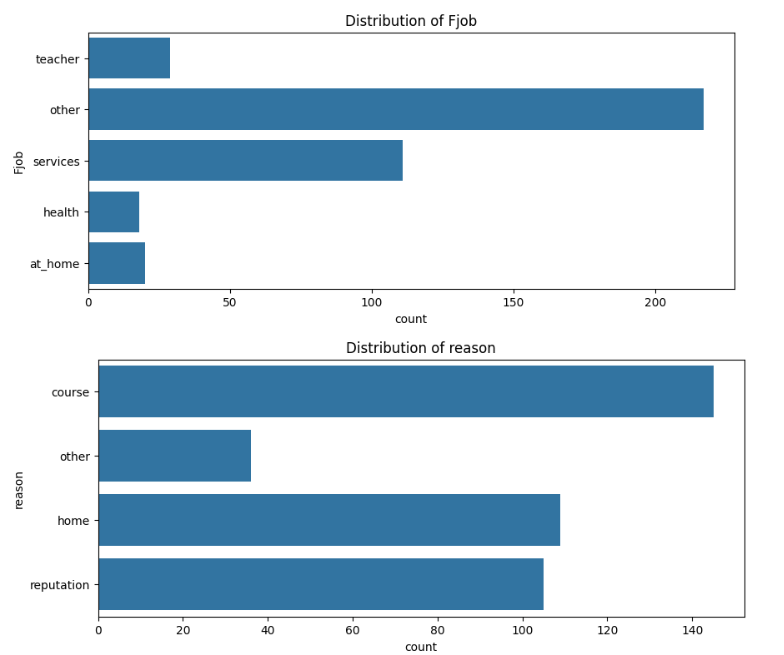 Distribution of Fjob
teacher
other
services
health
at_home
Fjob
0 50 100 150 200
count
Distribution of reason
course
other
home
reputation
reason
0 20 40 60 80 100 120 140
count